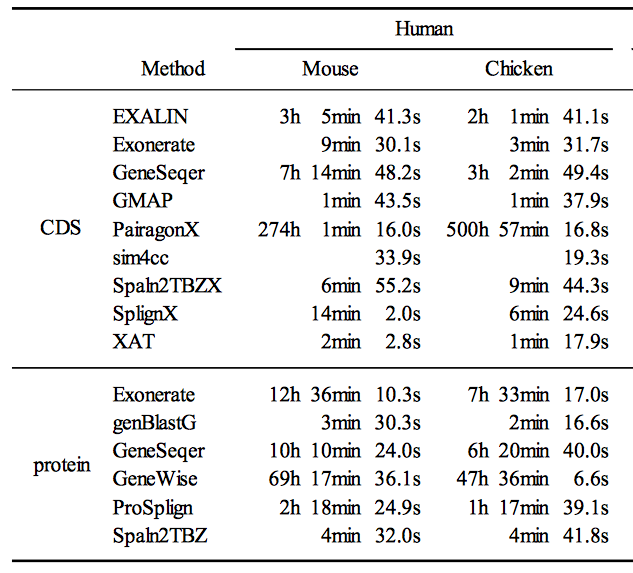 Human
Method Mouse Chicken
EXALIN 3h 5min 41.3s 2h 1min 41.1s
Exonerate 9min 30.1s 3min 31.7s
GeneSeqer 7h 14min 48.2s 3h 2min 49.4s
GMAP 1min 43.5s 1min 37.9s
CDS PairagonX 274h 1min 16.0s 500h 57min 16.8s
sim4cc 33.9s 19.3s
Spaln2TBZX 6min 55.2s 9min 44.3s
SplignX 14min 2.0s 6min 24.6s
XAT 2min 2.8s 1min 17.9s
Exonerate 12h 36min 10.3s 7h 33min 17.0s
genBlastG 3min 30.3s 2min 16.6s
GeneSeqer 10h 10min 24.0s 6h 20min 40.0s
protein GeneWise 69h 17min 36.1s 47h 36min 6.6s
ProSplign 2h 18min 24.9s 1h 17min 39.1s
Spaln2TBZ 4min 32.0s 4min 41.8s